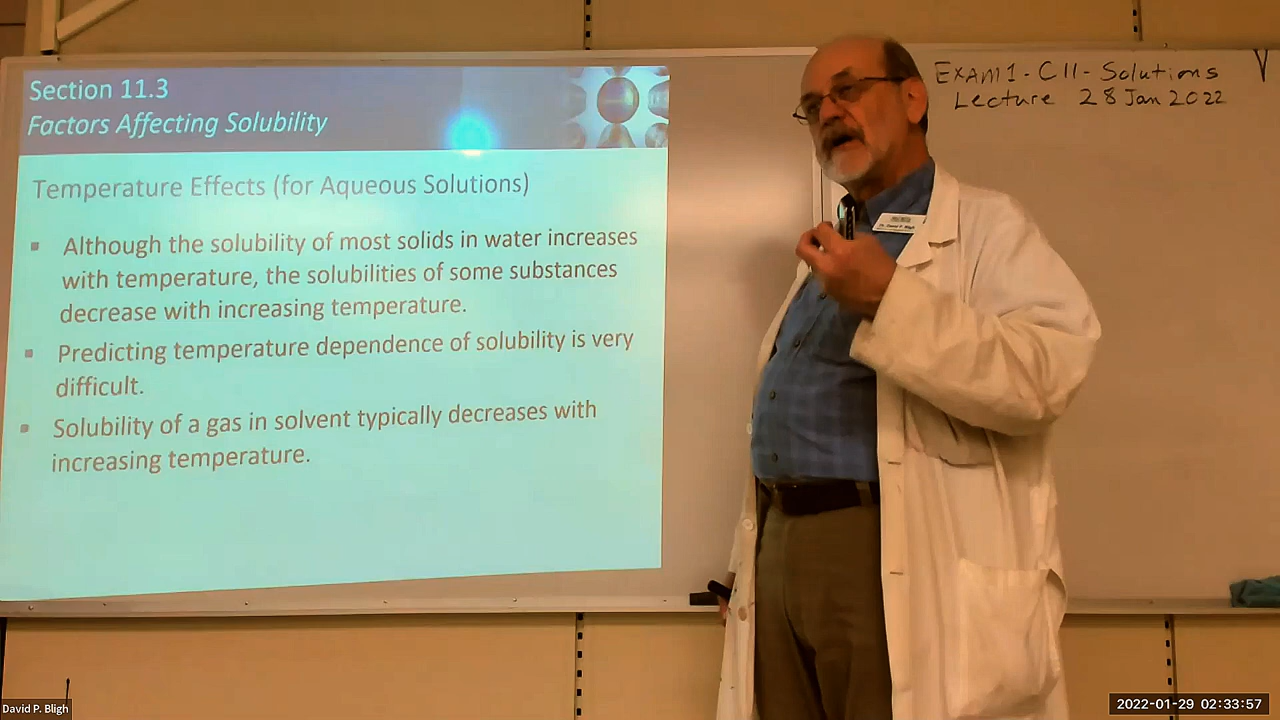 Section 11.3
Factors Affecting Solubility
Temperature Effects (for Aqueous Solutions)
▪ Although the solubility of most solids in water increases
with temperature, the solubilities of some substances
decrease with increasing temperature.
▪ Predicting temperature dependence of solubility is very
difficult.
▪ Solubility of a gas in solvent typically decreases with
increasing temperature.
Exam 1 - C11 - Solutions
Lecture 28 Jan 2022
Dr. David P. Bligh
David P. Bligh
2022-01-29 02:33:57